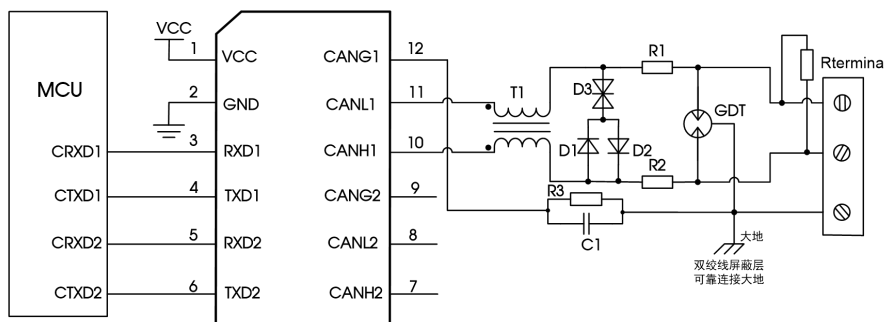 VCC
MCU
1 VCC
2 GND
CRXD1 3 RXD1
CTXD1 4 TXD1
CRXD2 5 RXD2
CTXD2 6 TXD2
CANG1 12
CANL1 11
CANH1 10
CANG2 9
CANL2 8
CANH2 7
T1
D3
D1
D2
R1
R2
GDT
Rtermina
R3
C1
大地
双绞线屏蔽层
可靠连接大地